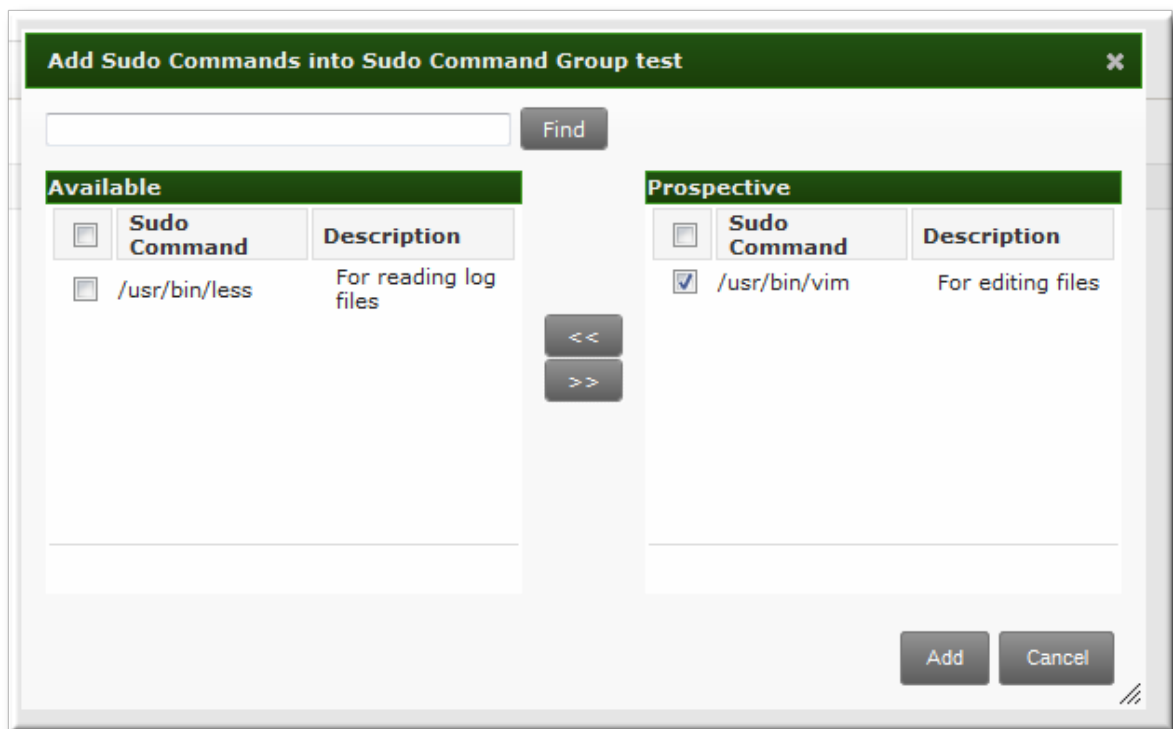 Add Sudo Commands into Sudo Command Group test
Find
Available
Sudo
Command
Description
/usr/bin/less
For reading log
files
<<
>>
Prospective
Sudo
Command
Description
/usr/bin/vim
For editing files
Add
Cancel